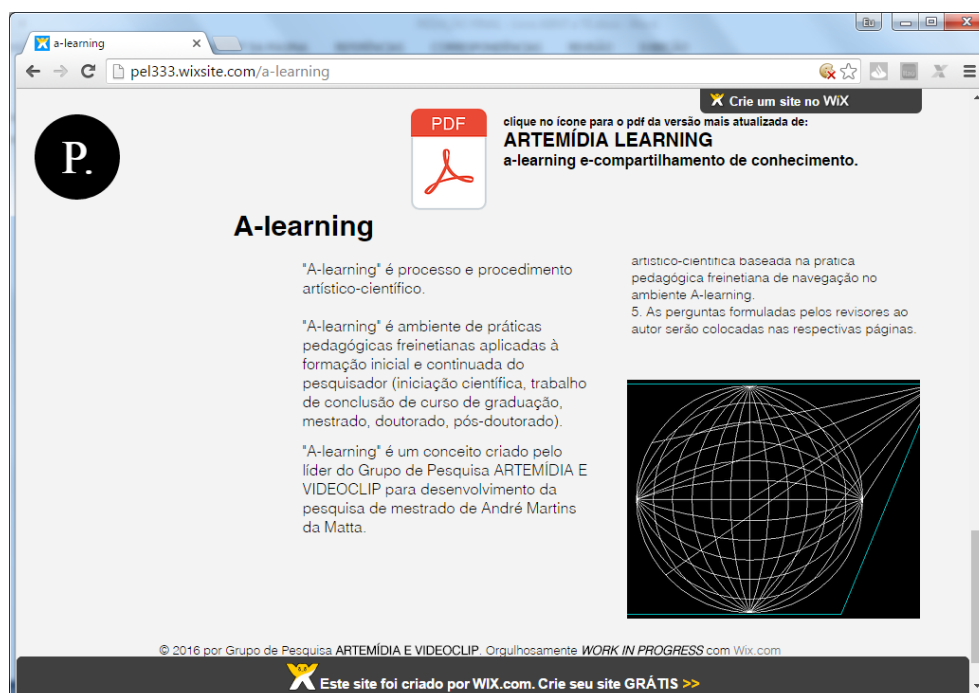 Eu
a-learning
pel333.wixsite.com/a-learning
Crie um site no WiX
P.
PDF
clique no ícone para o pdf da versão mais atualizada de:
ARTEMÍDIA LEARNING
a-learning e-compartilhamento de conhecimento.
A-learning
"A-learning" é processo e procedimento
artístico-científico.
"A-learning" é ambiente de práticas
pedagógicas freinetianas aplicadas à
formação inicial e continuada do
pesquisador (iniciação científica, trabalho
de conclusão de curso de graduação,
mestrado, doutorado, pós-doutorado).
"A-learning" é um conceito criado pelo
líder do Grupo de Pesquisa ARTEMÍDIA E
VIDEOCLIP para desenvolvimento da
pesquisa de mestrado de André Martins
da Matta.
artístico-científica baseada na prática
pedagógica freinetiana de navegação no
ambiente A-learning.
5. As perguntas formuladas pelos revisores ao
autor serão colocadas nas respectivas páginas.
© 2016 por Grupo de Pesquisa ARTEMÍDIA E VIDEOCLIP. Orgulhosamente WORK IN PROGRESS com Wix.com
Este site foi criado por WIX.com. Crie seu site GRÁTIS >>